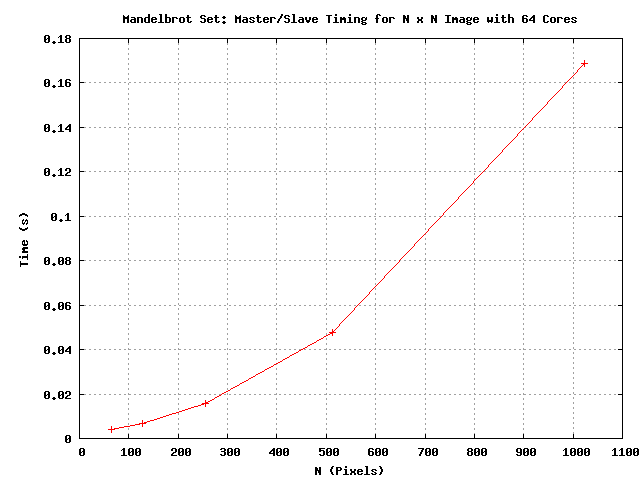 Mandelbrot Set: Master/Slave Timing for N x N Image with 64 Cores
0.18
0.16
0.14
0.12
0.1
0.08
0.06
0.04
0.02
0
Time (s)
0 100 200 300 400 500 600 700 800 900 1000 1100
N (Pixels)